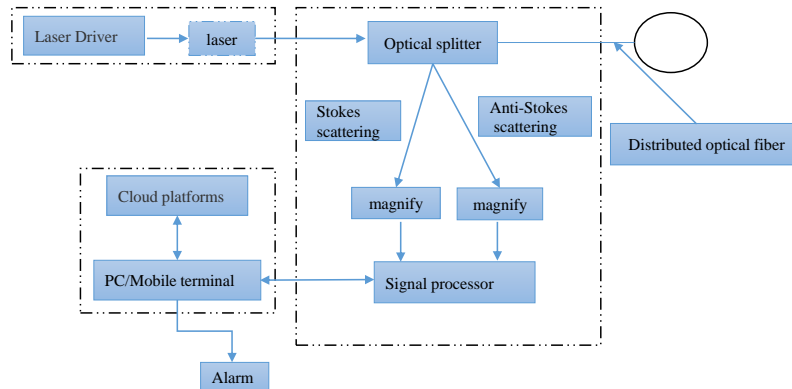 Laser Driver
laser
Optical splitter
Stokes
scattering
Anti-Stokes
scattering
Distributed optical fiber
Cloud platforms
magnify
magnify
PC/Mobile terminal
Signal processor
Alarm